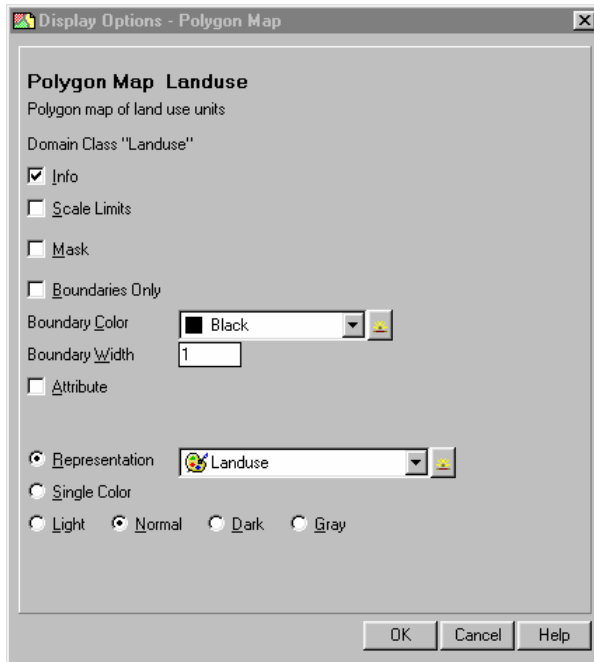 Display Options - Polygon Map
Polygon Map Landuse
Polygon map of land use units
Domain Class "Landuse"
Info
Scale Limits
Mask
Boundaries Only
Boundary Color Black
Boundary Width 1
Attribute
Representation Landuse
Single Color
Light Normal Dark Gray
OK Cancel Help